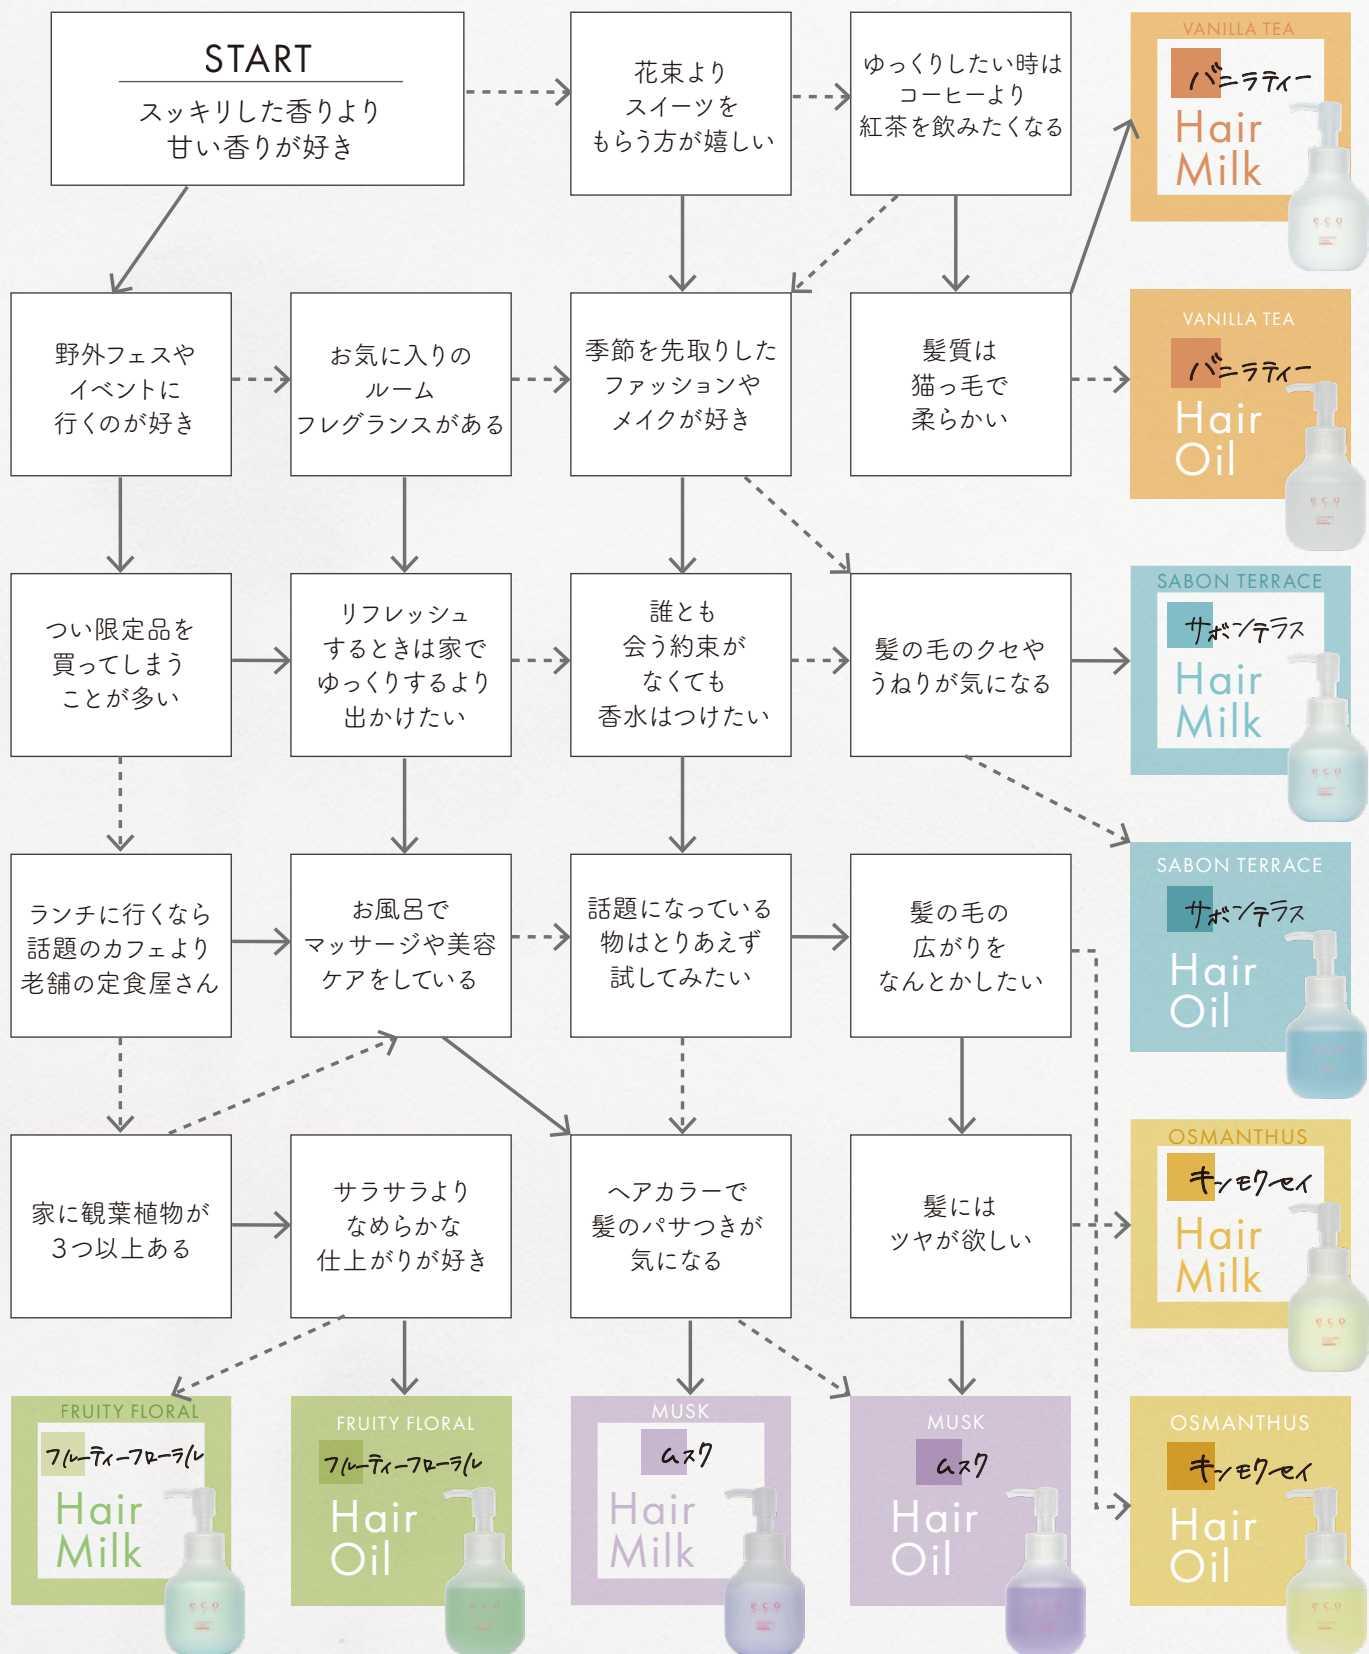 START
スッキリした香りより
甘い香りが好き
花束より
スイーツを
もらう方が嬉しい
ゆっくりしたい時は
コーヒーより
紅茶を飲みたくなる
VANILLA TEA
バニラティー
Hair
Milk
eco
野外フェスや
イベントに
行くのが好き
お気に入りの
ルーム
フレグランスがある
季節を先取りした
ファッションや
メイクが好き
髪質は
猫っ毛で
柔らかい
VANILLA TEA
バニラティー
Hair
Oil
eco
つい限定品を
買ってしまう
ことが多い
リフレッシュ
するときは家で
ゆっくりするより
出かけたい
誰とも
会う約束が
なくても
香水はつけたい
髪の毛のクセや
うねりが気になる
SABON TERRACE
サボンテラス
Hair
Milk
eco
ランチに行くなら
話題のカフェより
老舗の定食屋さん
お風呂で
マッサージや美容
ケアをしている
話題になっている
物はとりあえず
試してみたい
髪の毛の
広がりを
なんとかしたい
SABON TERRACE
サボンテラス
Hair
Oil
eco
家に観葉植物が
3つ以上ある
サラサラより
なめらかな
仕上がりが好き
ヘアカラーで
髪のパサつきが
気になる
髪には
ツヤが欲しい
OSMANTHUS
キンモクセイ
Hair
Milk
eco
FRUITY FLORAL
フルーティーフローラル
Hair
Milk
eco
FRUITY FLORAL
フルーティーフローラル
Hair
Oil
eco
MUSK
ムスク
Hair
Milk
eco
MUSK
ムスク
Hair
Oil
eco
OSMANTHUS
キンモクセイ
Hair
Oil
eco